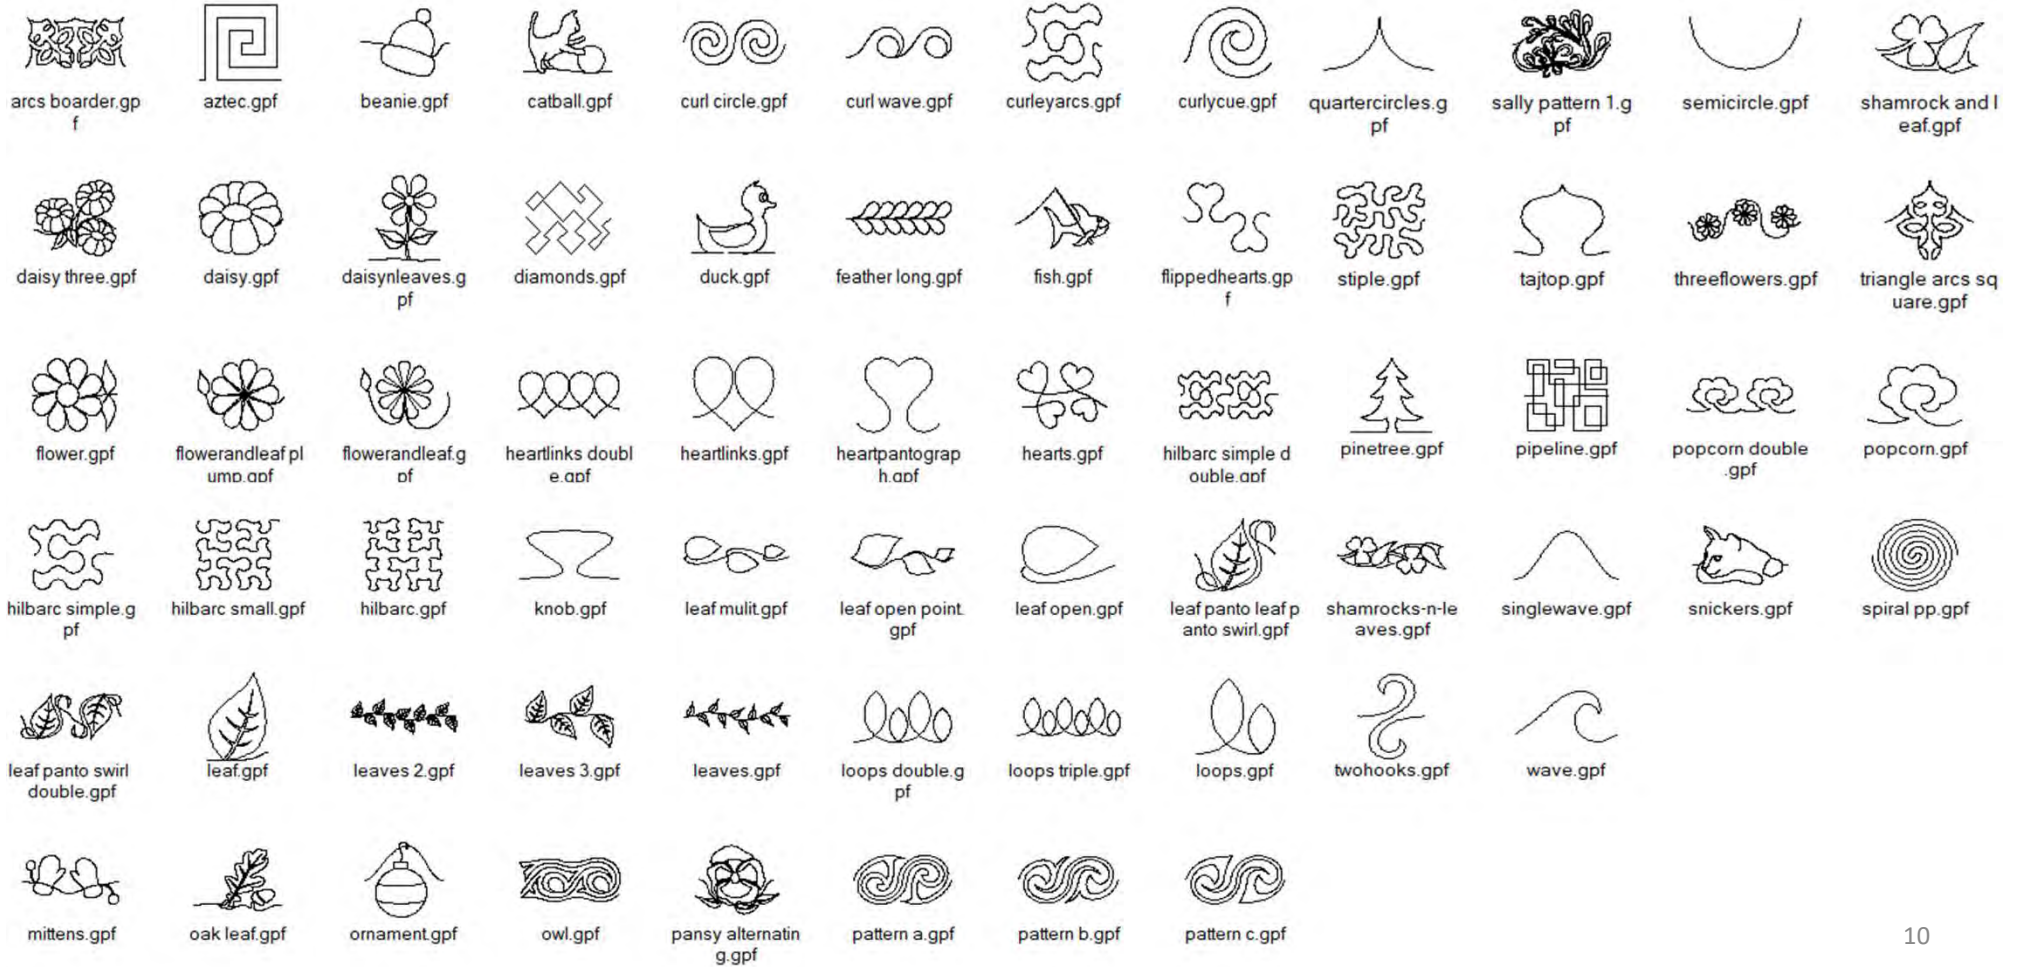 arcs boarder.gp
f
aztec.gpf
beanie.gpf
catball.gpf
curl circle.gpf
curl wave.gpf
curleyarcs.gpf
curlycue.gpf
quartercircles.g
pf
sally pattern 1.g
pf
semicircle.gpf
shamrock and l
eaf.gpf
daisy three.gpf
daisy.gpf
daisynleaves.g
pf
diamonds.gpf
duck.gpf
feather long.gpf
fish.gpf
flippedhearts.gp
f
stiple.gpf
tajtop.gpf
threeflowers.gpf
triangle arcs sq
uare.gpf
flower.gpf
flowerandleaf pl
ump.gpf
flowerandleaf.g
pf
heartlinks doubl
e.gpf
heartlinks.gpf
heartpantograp
h.gpf
hearts.gpf
hilbarc simple d
ouble.gpf
pinetree.gpf
pipeline.gpf
popcorn double
.gpf
popcorn.gpf
hilbarc simple.g
pf
hilbarc small.gpf
hilbarc.gpf
knob.gpf
leaf mulit.gpf
leaf open point.
gpf
leaf open.gpf
leaf panto leaf p
anto swirl.gpf
shamrocks-n-le
aves.gpf
singlewave.gpf
snickers.gpf
spiral pp.gpf
leaf panto swirl
double.gpf
leaf.gpf
leaves 2.gpf
leaves 3.gpf
leaves.gpf
loops double.g
pf
loops triple.gpf
loops.gpf
twohooks.gpf
wave.gpf
mittens.gpf
oak leaf.gpf
ornament.gpf
owl.gpf
pansy alternatin
g.gpf
pattern a.gpf
pattern b.gpf
pattern c.gpf
10